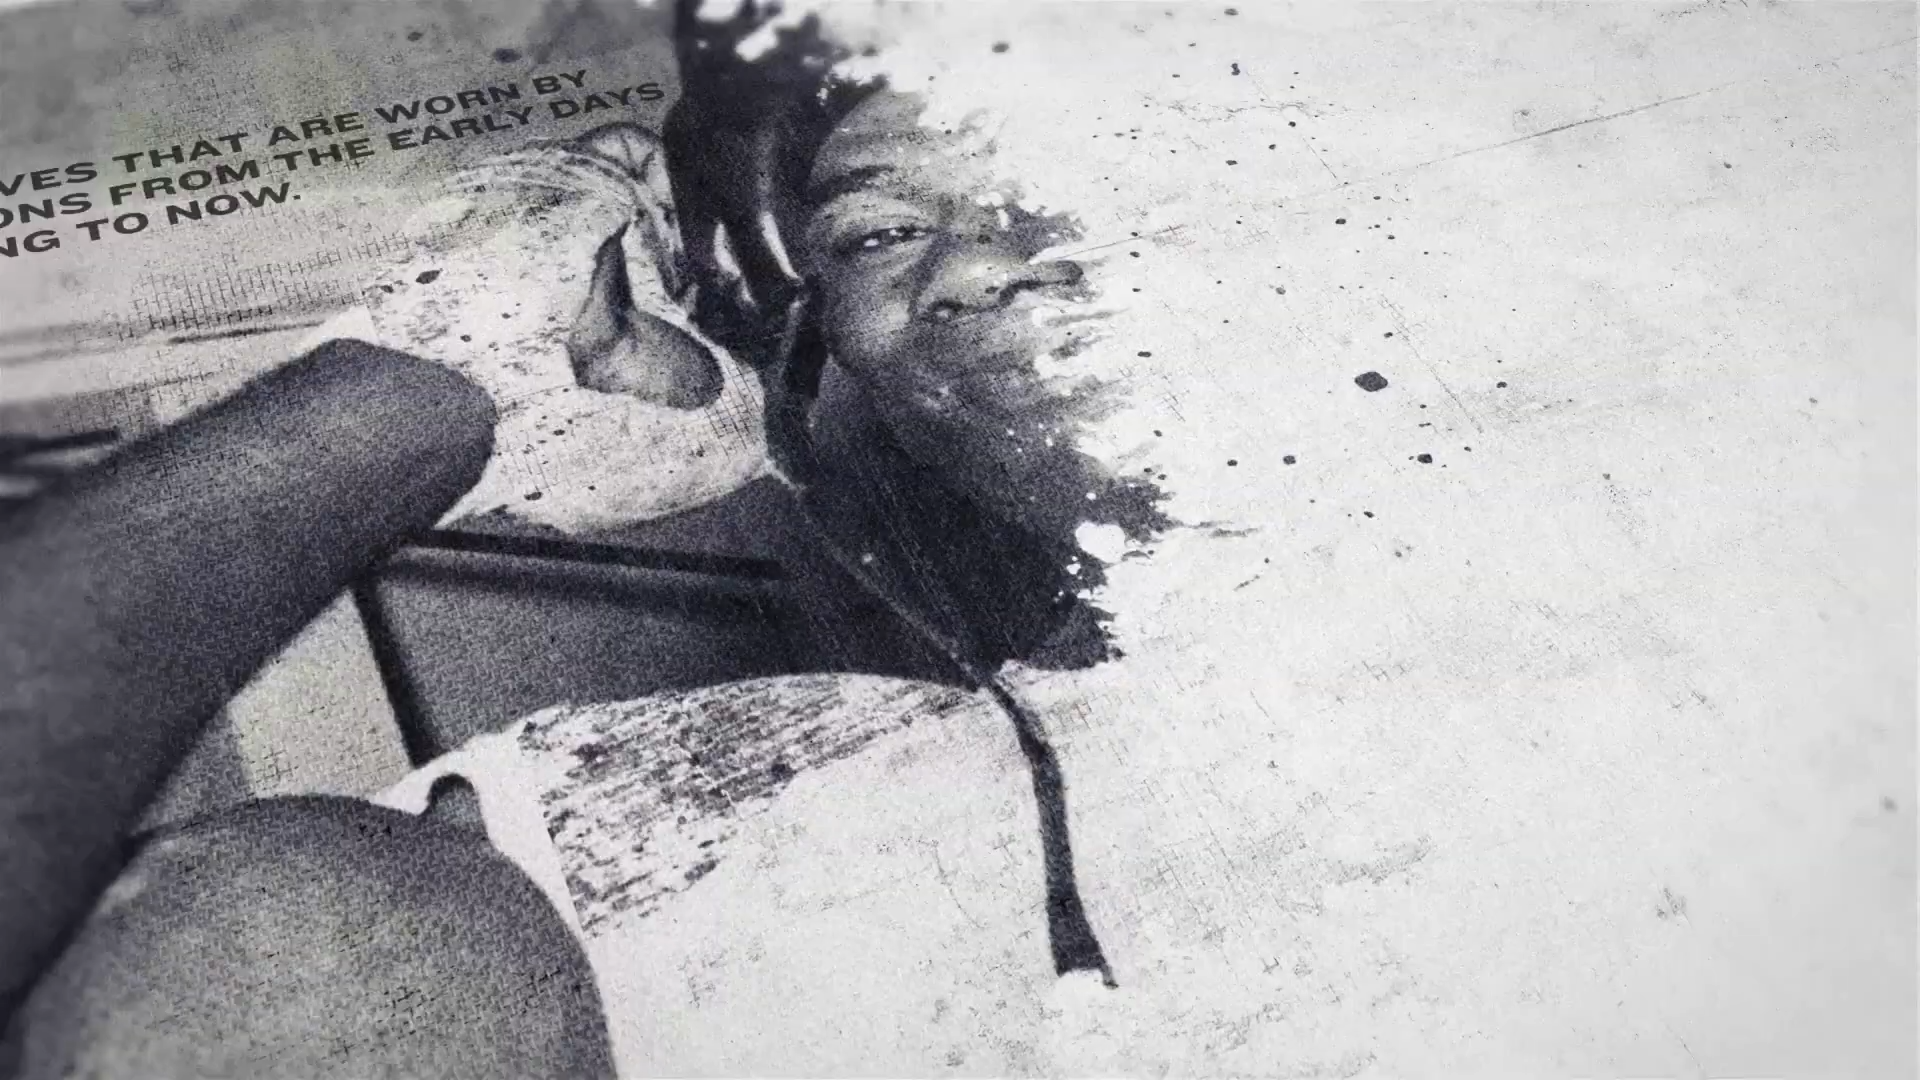 VES THAT ARE WORN BY
ONS FROM THE EARLY DAYS
NG TO NOW.